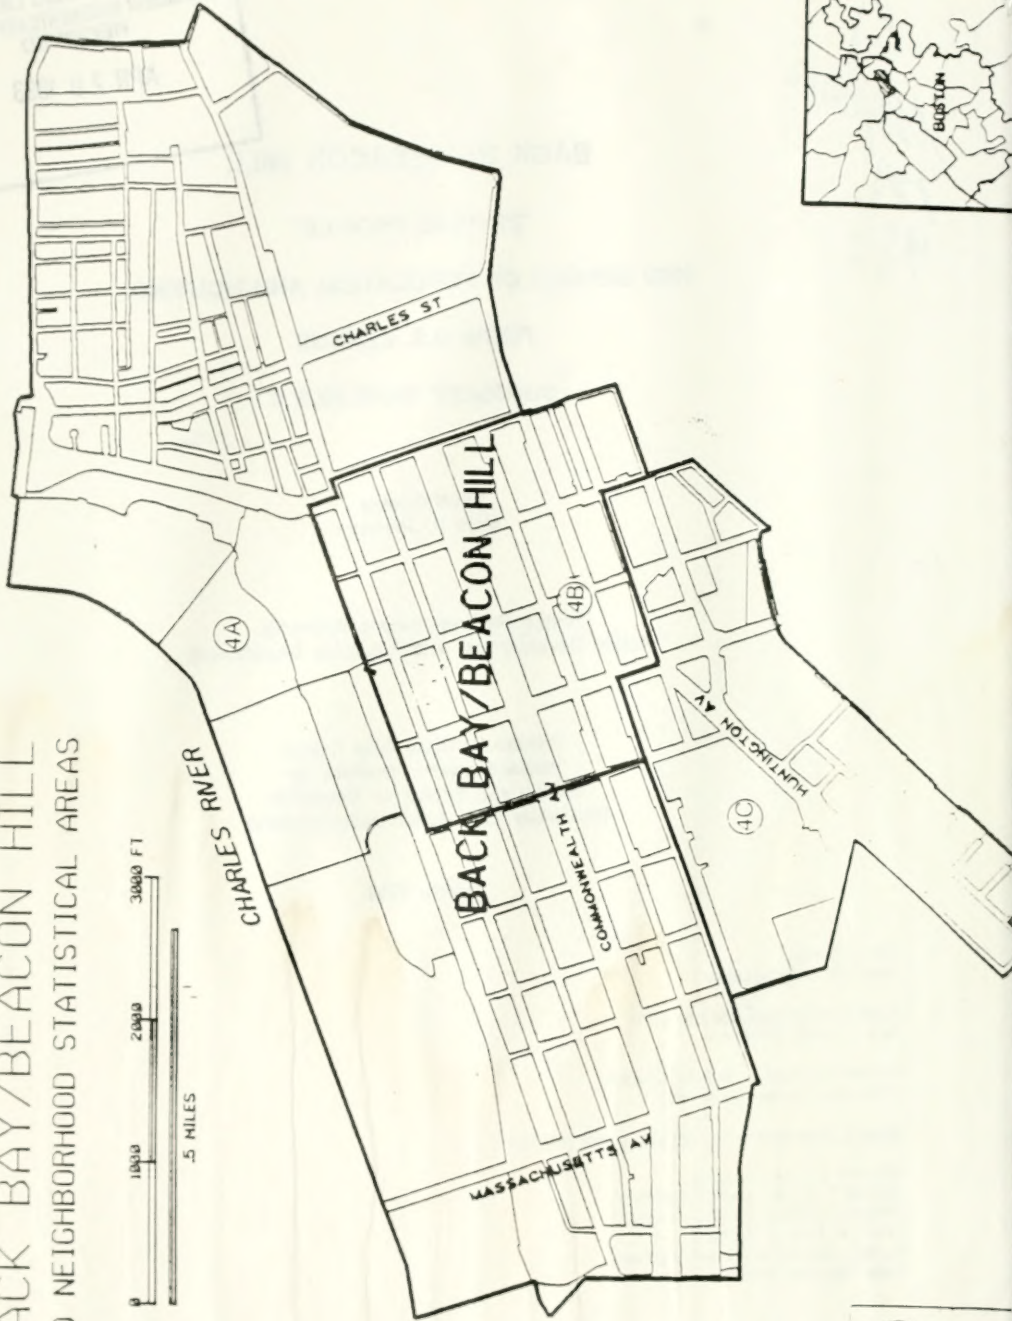 ACK BAY/BEACON HILL
NEIGHBORHOOD STATISTICAL AREAS
0 1000 2000 3000 FT
.5 MILES
CHARLES RIVER
4A
CHARLES ST
BACK BAY/BEACON HILL
4B
COMMONWEALTH AV
HUNTINGTON AV
4C
MASSACHUSETTS AV
BOSTON